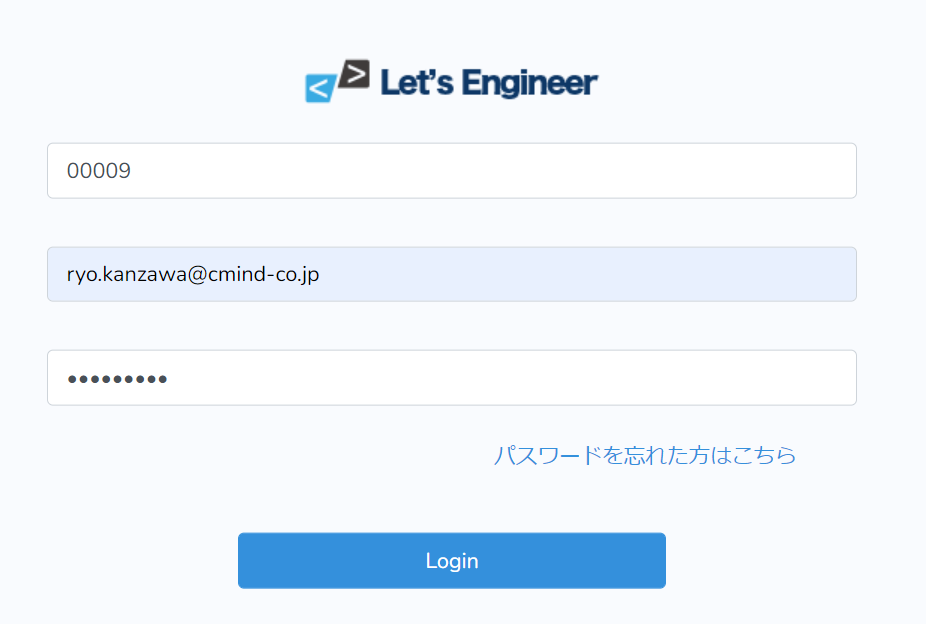 Let's Engineer
00009
ryo.kanzawa@cmind-co.jp
•••••••••
パスワードを忘れた方はこちら
Login